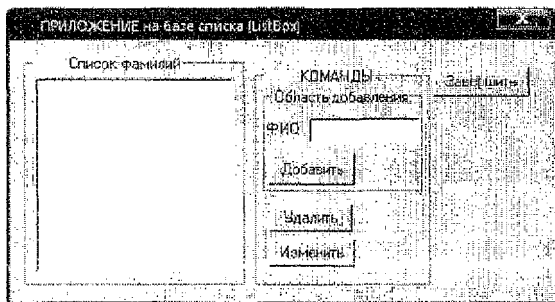 ПРИЛОЖЕНИЕ на базе списка (ListBox)
Список фамилий
КОМАНДЫ
Завершить
Область добавления
ФИО
Добавить
Удалить
Изменить